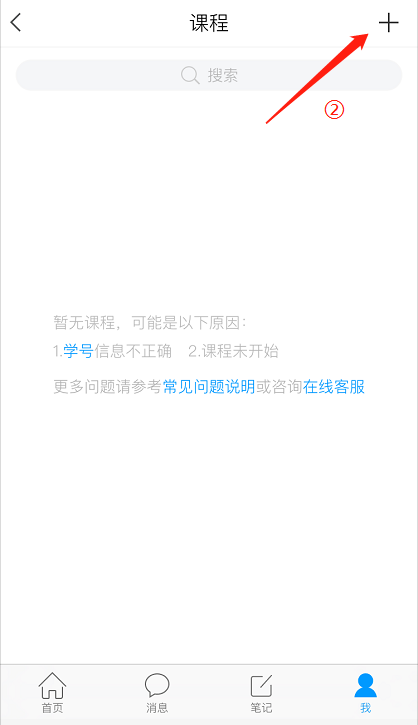 课程
搜索
②
暂无课程，可能是以下原因：
1.学号信息不正确 2.课程未开始
更多问题请参考常见问题说明或咨询在线客服
首页 消息 笔记 我